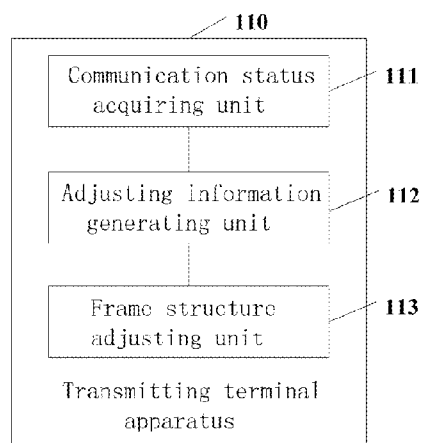 110
Communication status
acquiring unit
111
Adjusting information
generating unit
112
Frame structure
adjusting unit
113
Transmitting terminal
apparatus